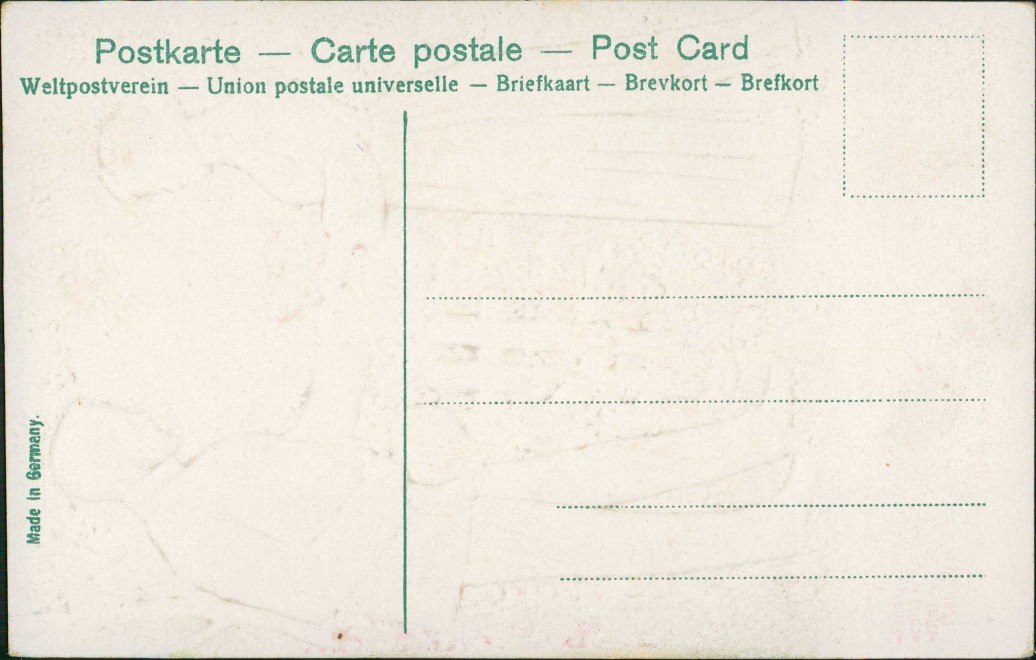 Postkarte — Carte postale — Post Card
Weltpostverein — Union postale universelle — Briefkaart — Brevkort — Brefkort
Made in Germany.